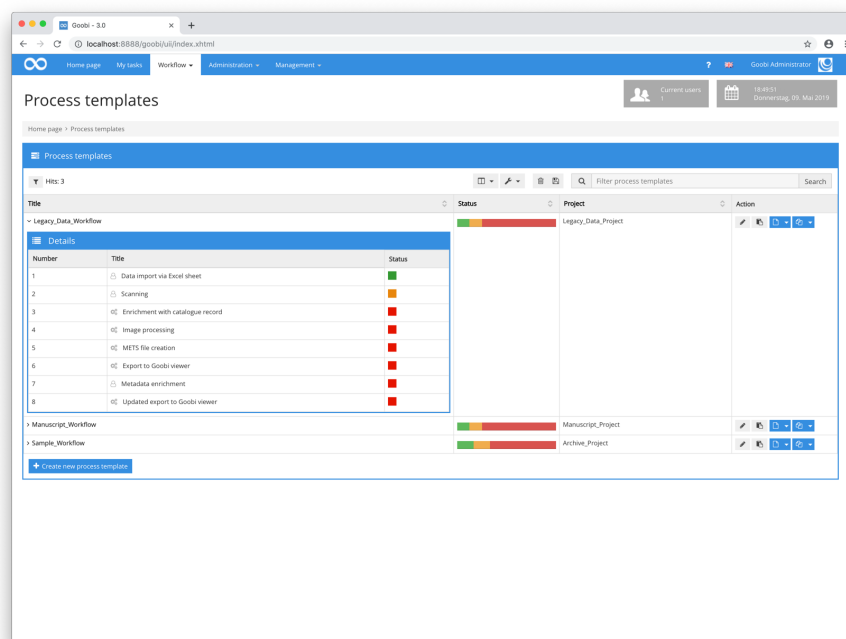 Goobi - 3.0
localhost:8888/goobi/uii/index.xhtml
Home page My tasks Workflow Administration Management ? Goobi Administrator
Process templates
Current users
1
18:49:51
Donnerstag, 09. Mai 2019
Home page › Process templates
Process templates
Hits: 3 Filter process templates Search
Title Status Project Action
Legacy_Data_Workflow Legacy_Data_Project
Details
Number Title Status
1 Data import via Excel sheet
2 Scanning
3 Enrichment with catalogue record
4 Image processing
5 METS file creation
6 Export to Goobi viewer
7 Metadata enrichment
8 Updated export to Goobi viewer
Manuscript_Workflow Manuscript_Project
Sample_Workflow Archive_Project
Create new process template